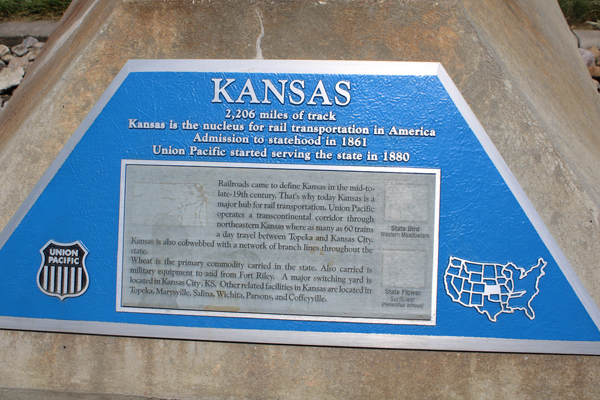 KANSAS
2,206 miles of track
Kansas is the nucleus for rail transportation in America
Admission to statehood in 1861
Union Pacific started serving the state in 1880
Railroads came to define Kansas in the mid-to-
late-19th century. That's why today Kansas is a
major hub for rail transportation. Union Pacific
operates a transcontinental corridor through
northeastern Kansas where as many as 60 trains
a day travel between Topeka and Kansas City.
Kansas is also cobwebbed with a network of branch lines throughout the
state.
Wheat is the primary commodity carried in the state. Also carried is
military equipment to and from Fort Riley. A major switching yard is
located in Kansas City, KS. Other related facilities in Kansas are located in
Topeka, Marysville, Salina, Wichita, Parsons, and Coffeyville.
State Bird
Western Meadowlark
State Flower
Sunflower
UNION
PACIFIC